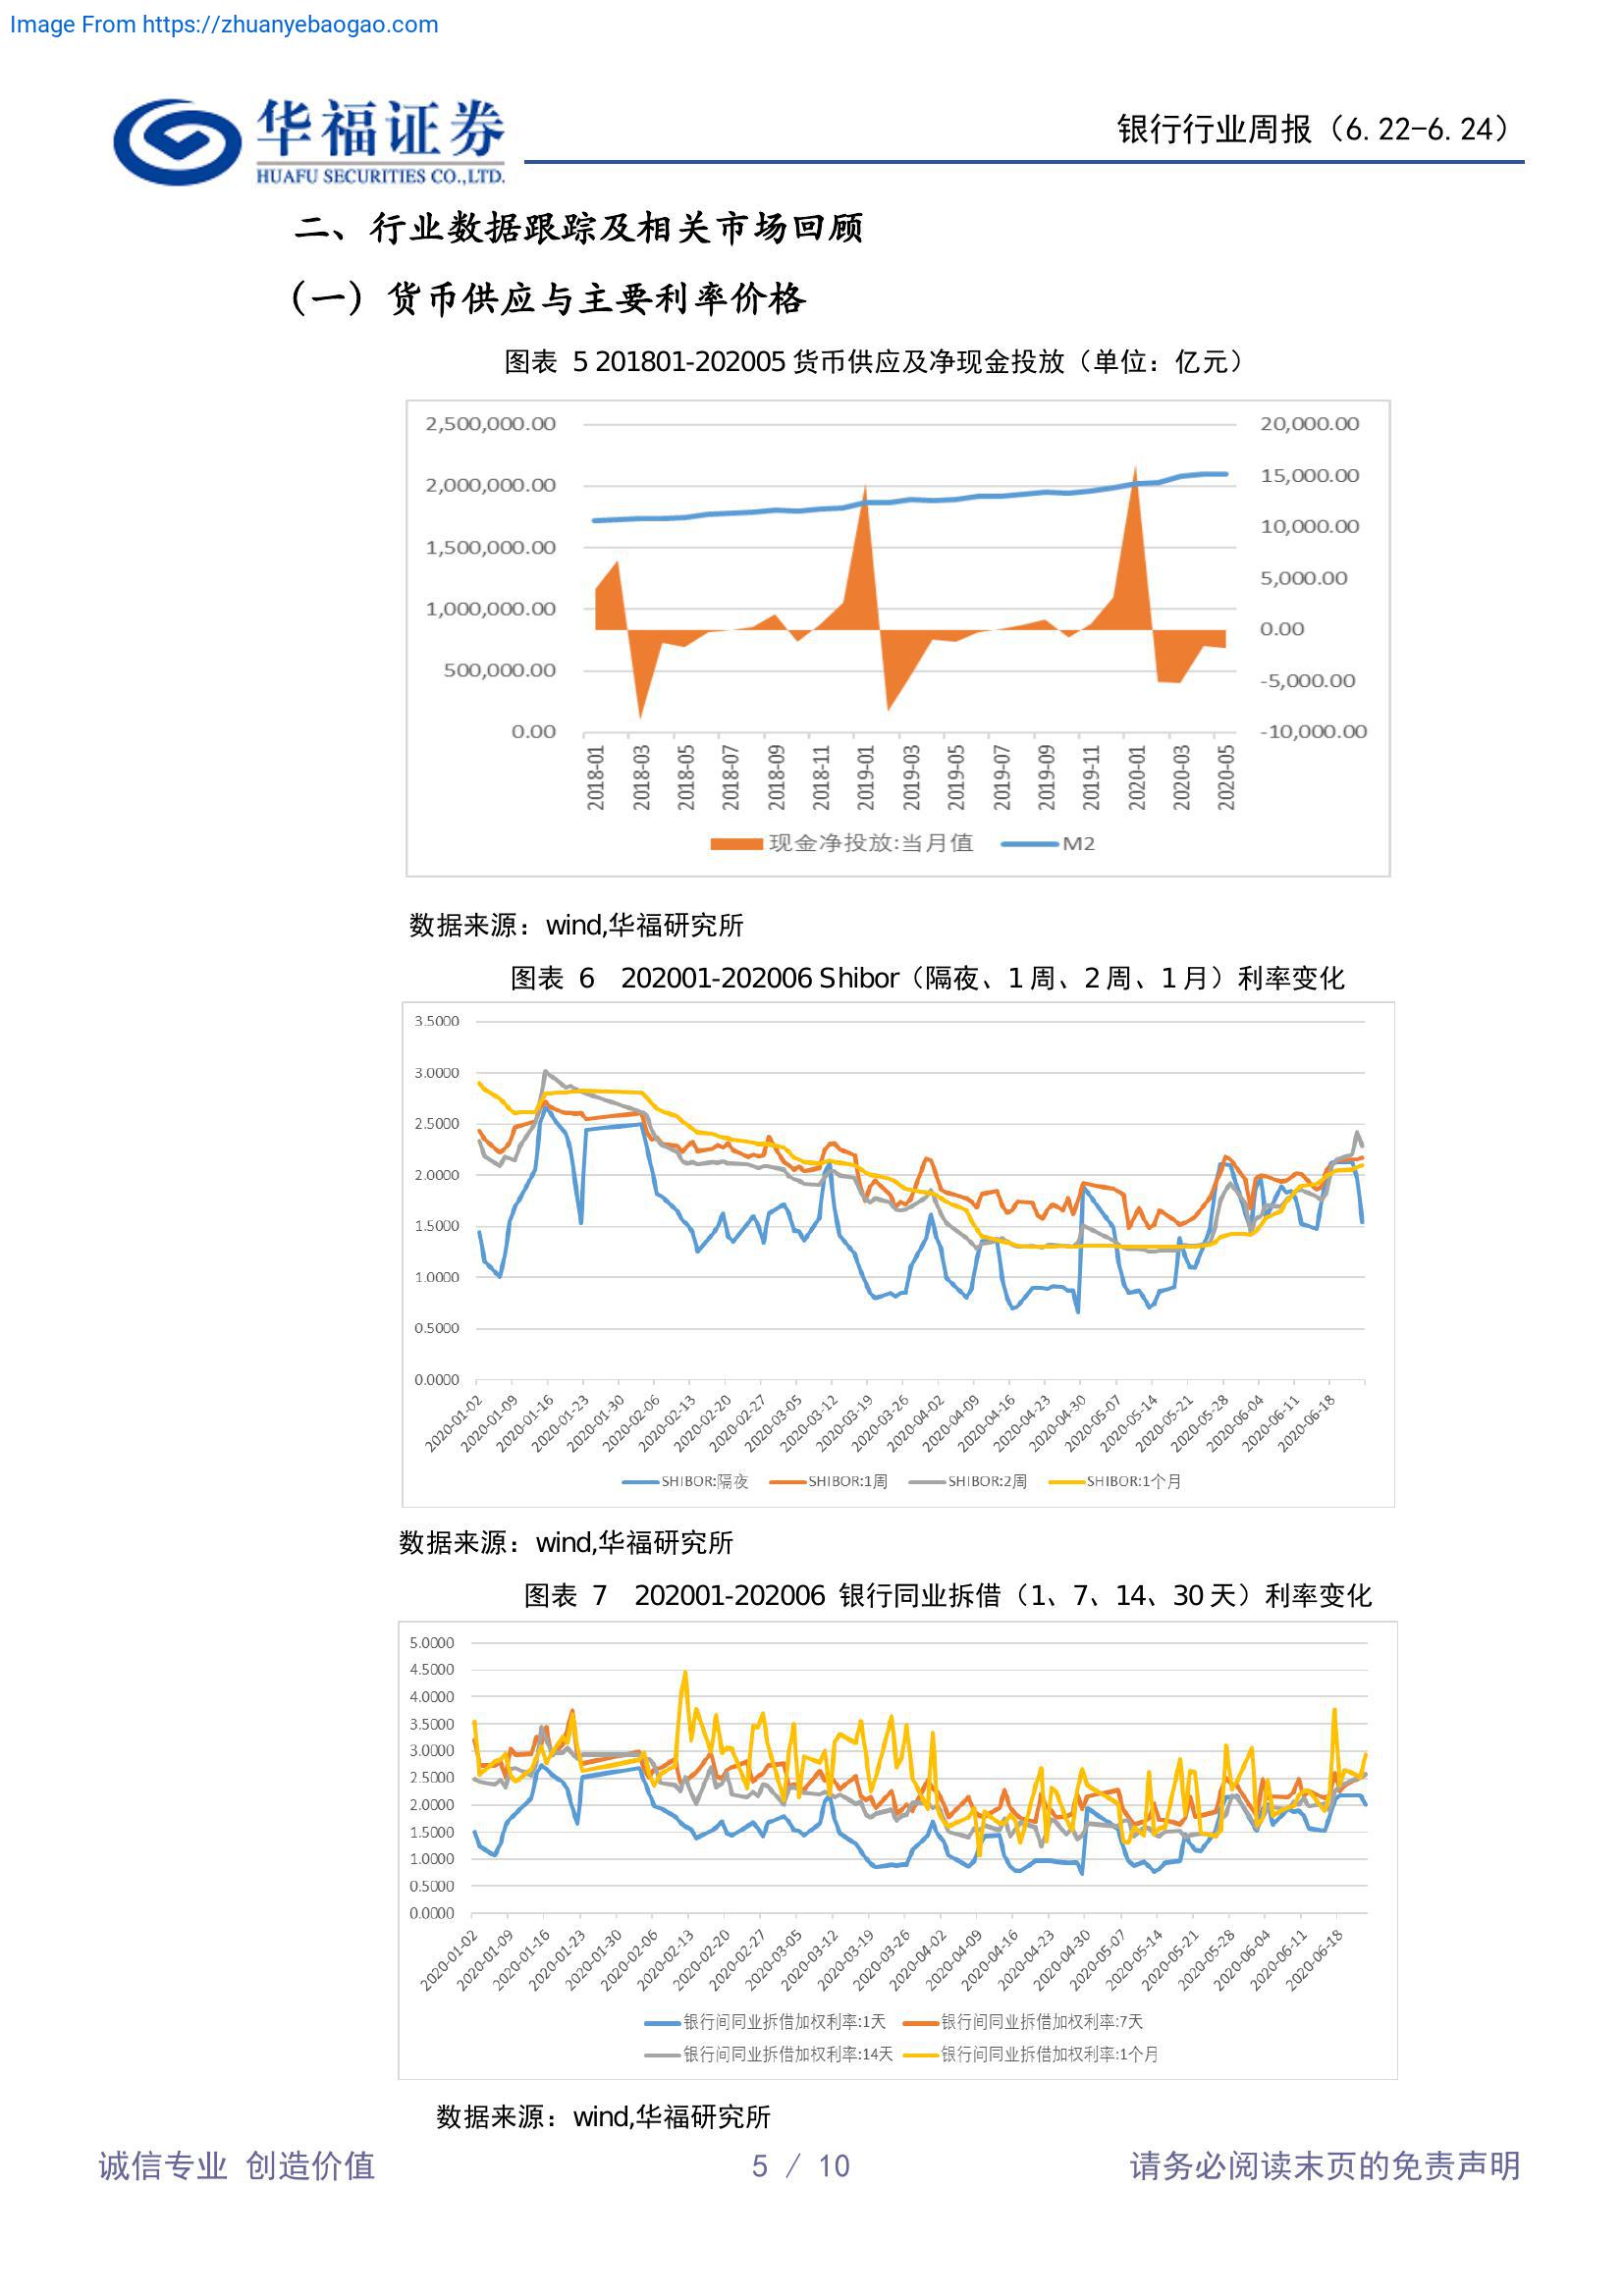 Image From https://zhuanyebaogao.com
华福证券
HUAFU SECURITIES CO.,LTD.
银行行业周报（6.22-6.24）
二、行业数据跟踪及相关市场回顾
（一）货币供应与主要利率价格
图表 5 201801-202005 货币供应及净现金投放（单位：亿元）
2,500,000.00 20,000.00
2,000,000.00 15,000.00
1,500,000.00 10,000.00
5,000.00
1,000,000.00
0.00
500,000.00
-5,000.00
0.00 -10,000.00
2018-01 2018-03 2018-05 2018-07 2018-09 2018-11 2019-01 2019-03 2019-05 2019-07 2019-09 2019-11 2020-01 2020-03 2020-05
现金净投放:当月值 M2
数据来源：wind,华福研究所
图表 6 202001-202006 Shibor（隔夜、1周、2周、1月）利率变化
3.5000
3.0000
2.5000
2.0000
1.5000
1.0000
0.5000
0.0000
2020-01-02 2020-01-09 2020-01-16 2020-01-23 2020-01-30 2020-02-06 2020-02-13 2020-02-20 2020-02-27 2020-03-05 2020-03-12 2020-03-19 2020-03-26 2020-04-02 2020-04-09 2020-04-16 2020-04-23 2020-04-30 2020-05-07 2020-05-14 2020-05-21 2020-05-28 2020-06-04 2020-06-11 2020-06-18
SHIBOR:隔夜 SHIBOR:1周 SHIBOR:2周 SHIBOR:1个月
数据来源：wind,华福研究所
图表 7 202001-202006 银行同业拆借（1、7、14、30天）利率变化
5.0000
4.5000
4.0000
3.5000
3.0000
2.5000
2.0000
1.5000
1.0000
0.5000
0.0000
2020-01-02 2020-01-09 2020-01-16 2020-01-23 2020-01-30 2020-02-06 2020-02-13 2020-02-20 2020-02-27 2020-03-05 2020-03-12 2020-03-19 2020-03-26 2020-04-02 2020-04-09 2020-04-16 2020-04-23 2020-04-30 2020-05-07 2020-05-14 2020-05-21 2020-05-28 2020-06-04 2020-06-11 2020-06-18
银行间同业拆借加权利率:1天 银行间同业拆借加权利率:7天
银行间同业拆借加权利率:14天 银行间同业拆借加权利率:1个月
数据来源：wind,华福研究所
诚信专业 创造价值 5 / 10 请务必阅读末页的免责声明